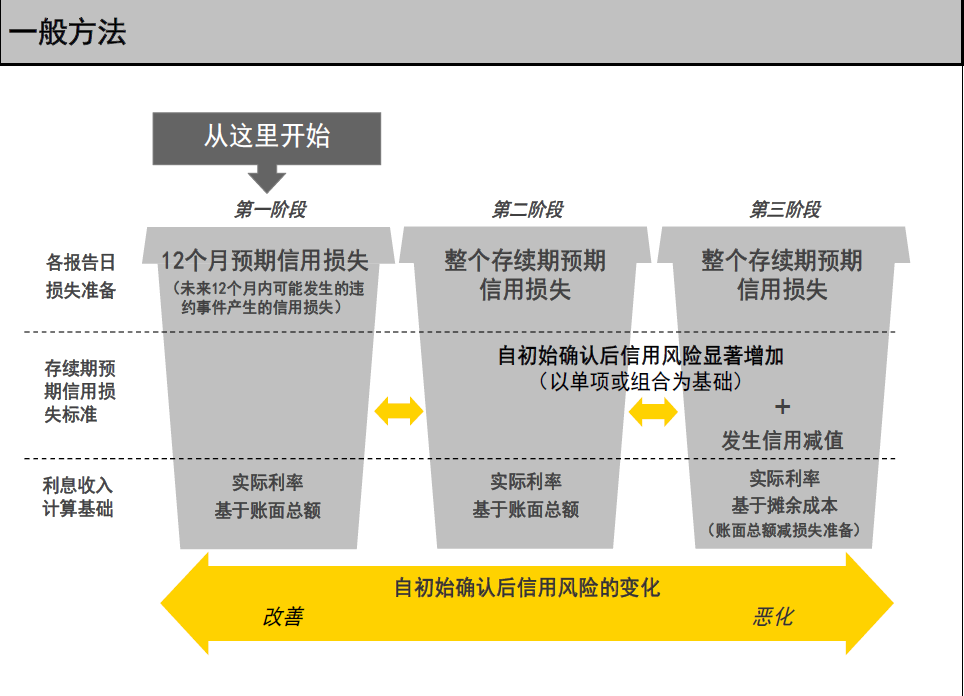 一般方法
从这里开始
第一阶段
第二阶段
第三阶段
各报告日
损失准备
12个月预期信用损失
（未来12个月内可能发生的违
约事件产生的信用损失）
整个存续期预期
信用损失
整个存续期预期
信用损失
存续期预
期信用损
失标准
自初始确认后信用风险显著增加
（以单项或组合为基础）
+
发生信用减值
利息收入
计算基础
实际利率
基于账面总额
实际利率
基于账面总额
实际利率
基于摊余成本
（账面总额减损失准备）
自初始确认后信用风险的变化
改善
恶化